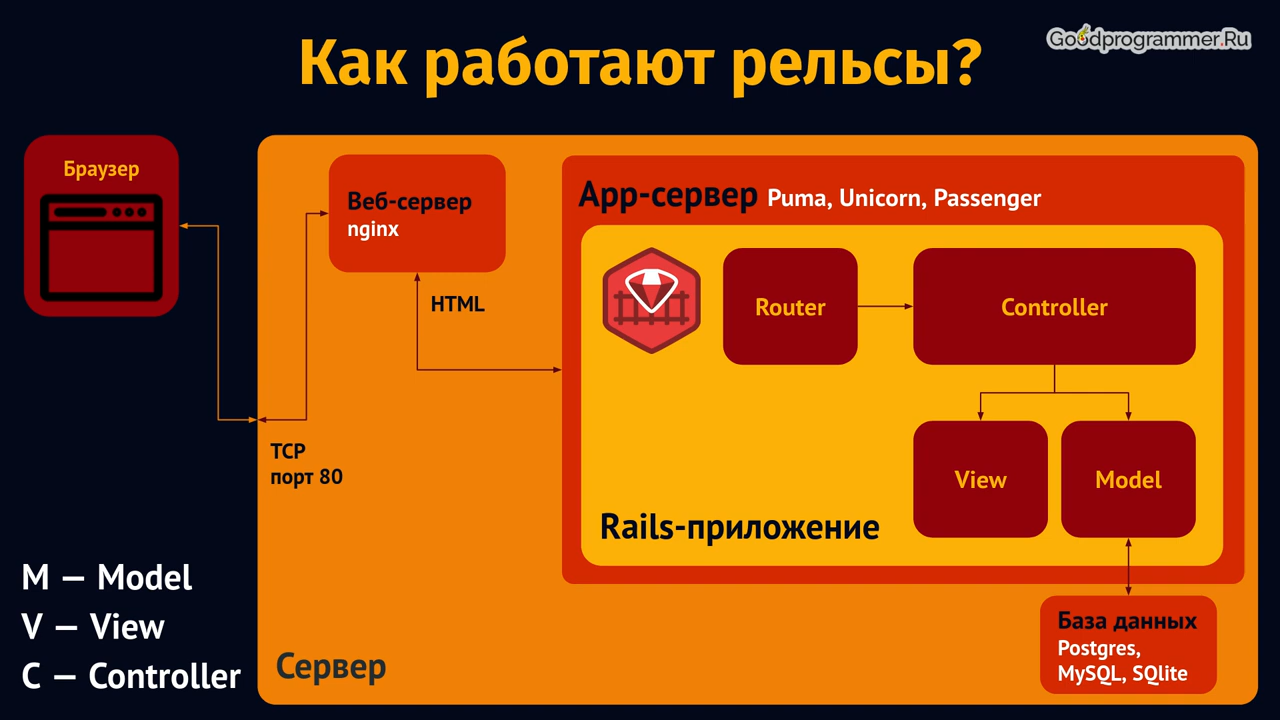 Как работают рельсы?
Goodprogrammer.Ru
Браузер
Веб-сервер
nginx
HTML
TCP
порт 80
App-сервер Puma, Unicorn, Passenger
Router
Controller
View
Model
Rails-приложение
База данных
Postgres,
MySQL, SQlite
Сервер
M — Model
V — View
C — Controller